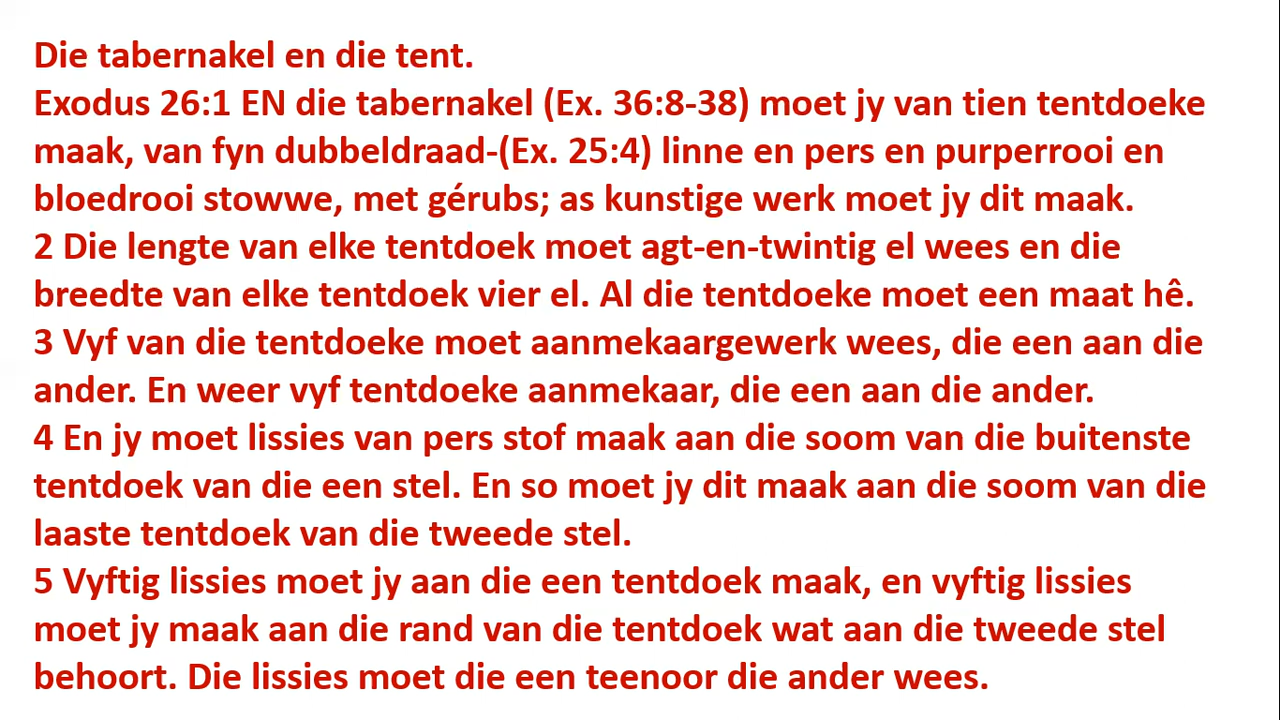 Die tabernakel en die tent.
Exodus 26:1 EN die tabernakel (Ex. 36:8-38) moet jy van tien tentdoeke
maak, van fyn dubbeldraad-(Ex. 25:4) linne en pers en purperrooi en
bloedrooi stowwe, met gérubs; as kunstige werk moet jy dit maak.
2 Die lengte van elke tentdoek moet agt-en-twintig el wees en die
breedte van elke tentdoek vier el. Al die tentdoeke moet een maat hê.
3 Vyf van die tentdoeke moet aanmekaargewerk wees, die een aan die
ander. En weer vyf tentdoeke aanmekaar, die een aan die ander.
4 En jy moet lissies van pers stof maak aan die soom van die buitenste
tentdoek van die een stel. En so moet jy dit maak aan die soom van die
laaste tentdoek van die tweede stel.
5 Vyftig lissies moet jy aan die een tentdoek maak, en vyftig lissies
moet jy maak aan die rand van die tentdoek wat aan die tweede stel
behoort. Die lissies moet die een teenoor die ander wees.